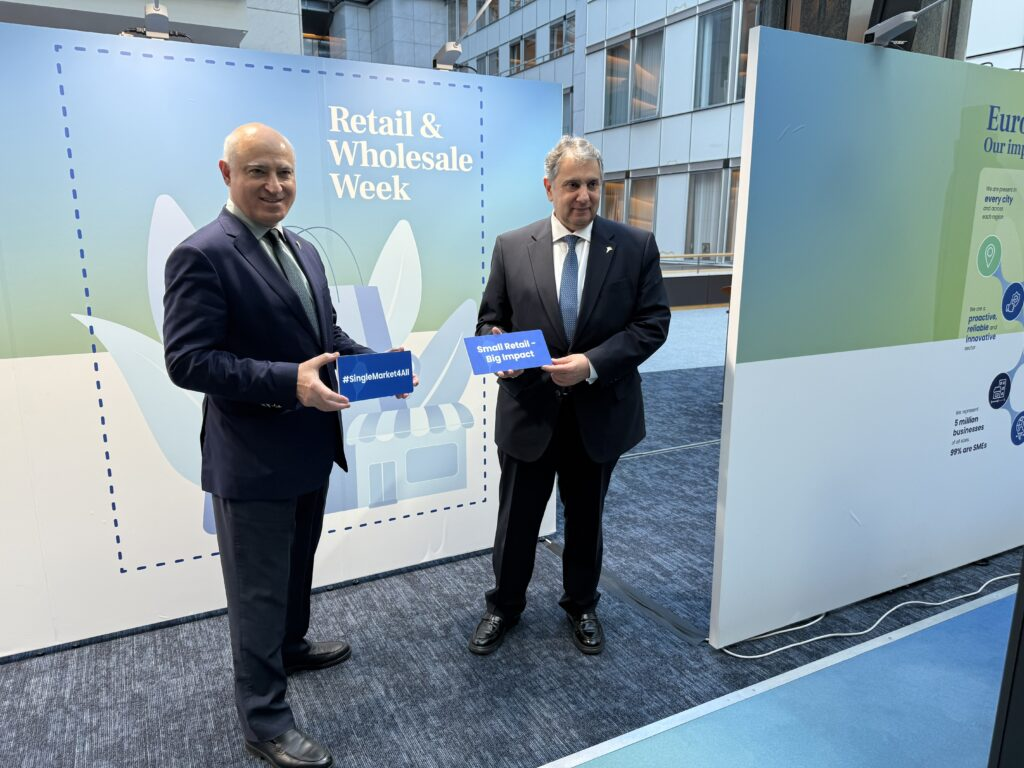 Retail &
Wholesale
Week
#SingleMarket4All
Small Retail –
Big Impact
Euro
Our imp
We are present in
every city
and across
each region
We are a
proactive,
reliable and
innovative
sector
We represent
5 million
businesses
of all sizes,
99% are SMEs